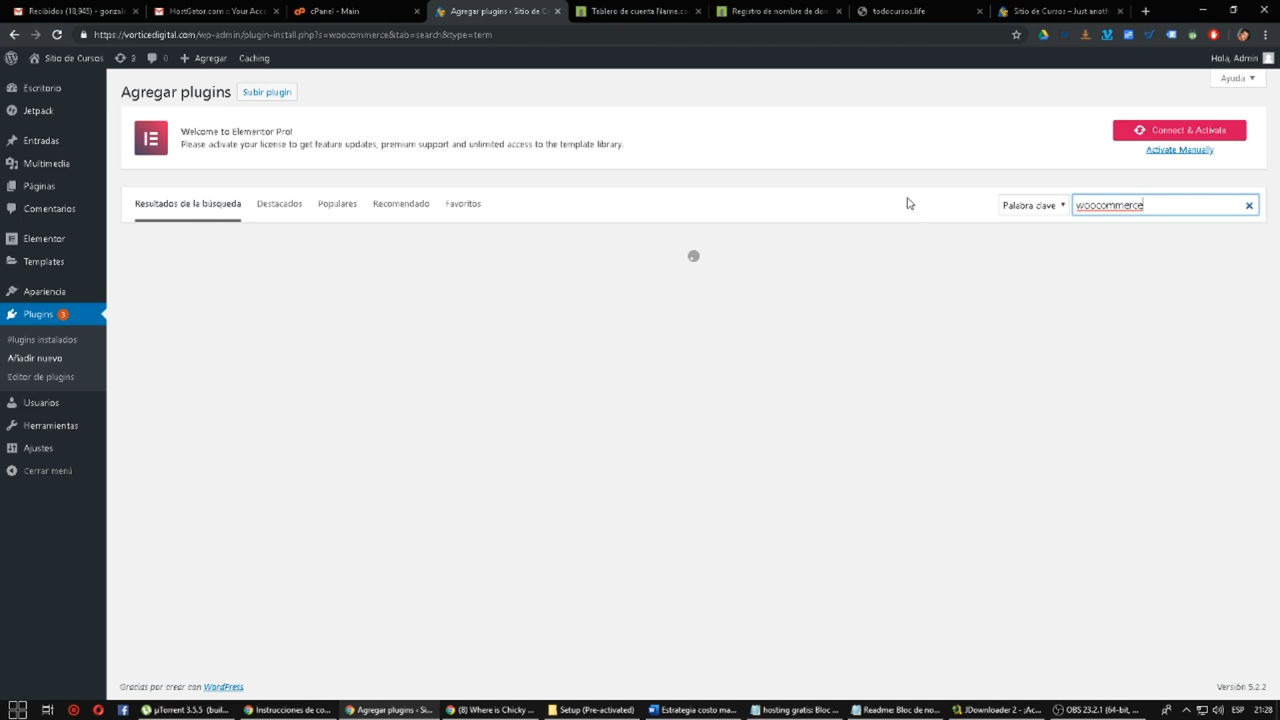 Recibidos (18,945) - gonzal
HostGator.com :: Your Acce
cPanel - Main
Agregar plugins ‹ Sitio de C
Tablero de cuenta Name.co
Registro de nombre de dom
todocursos.life
Sitio de Cursos – Just anoth
https://vorticedigital.com/wp-admin/plugin-install.php?s=woocommerce&tab=search&type=term
Sitio de Cursos
3
0
Agregar
Caching
Hola, Admin
Ayuda
Escritorio
Jetpack
Entradas
Multimedia
Páginas
Comentarios
Elementor
Templates
Apariencia
Plugins 3
Plugins instalados
Añadir nuevo
Editor de plugins
Usuarios
Herramientas
Ajustes
Cerrar menú
Agregar plugins
Subir plugin
Welcome to Elementor Pro!
Please activate your license to get feature updates, premium support and unlimited access to the template library.
Connect & Activate
Activate Manually
Resultados de la búsqueda
Destacados
Populares
Recomendado
Favoritos
Palabra clave
woocommerce
Gracias por crear con WordPress
Versión 5.2.2
µTorrent 3.5.5 (buil...
Instrucciones de co...
Agregar plugins ‹ Si...
(8) Where is Chicky ...
Setup (Pre-activated)
Estrategia costo ma...
hosting gratis: Bloc ...
Readme: Bloc de no...
JDownloader 2 - ¡Ac...
OBS 23.2.1 (64-bit, ...
ESP
21:28